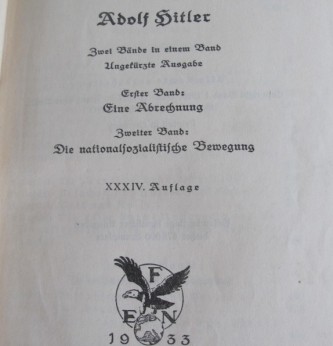 Adolf Hitler
Zwei Bände in einem Band
Ungekürzte Ausgabe
Erster Band:
Eine Abrechnung
Zweiter Band:
Die nationalsozialistische Bewegung
XXXIV. Auflage
F
E N
1933